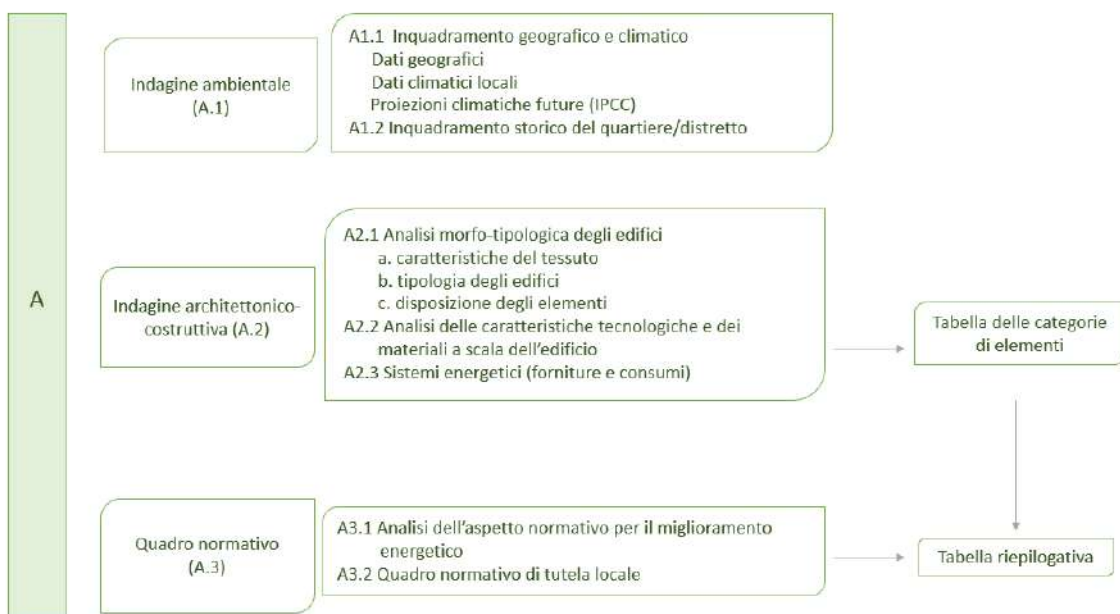 A
Indagine ambientale
(A.1)
A1.1 Inquadramento geografico e climatico
Dati geografici
Dati climatici locali
Proiezioni climatiche future (IPCC)
A1.2 Inquadramento storico del quartiere/distretto
Indagine architettonico-
costruttiva (A.2)
A2.1 Analisi morfo-tipologica degli edifici
a. caratteristiche del tessuto
b. tipologia degli edifici
c. disposizione degli elementi
A2.2 Analisi delle caratteristiche tecnologiche e dei
materiali a scala dell'edificio
A2.3 Sistemi energetici (forniture e consumi)
Tabella delle categorie
di elementi
Quadro normativo
(A.3)
A3.1 Analisi dell'aspetto normativo per il miglioramento
energetico
A3.2 Quadro normativo di tutela locale
Tabella riepilogativa